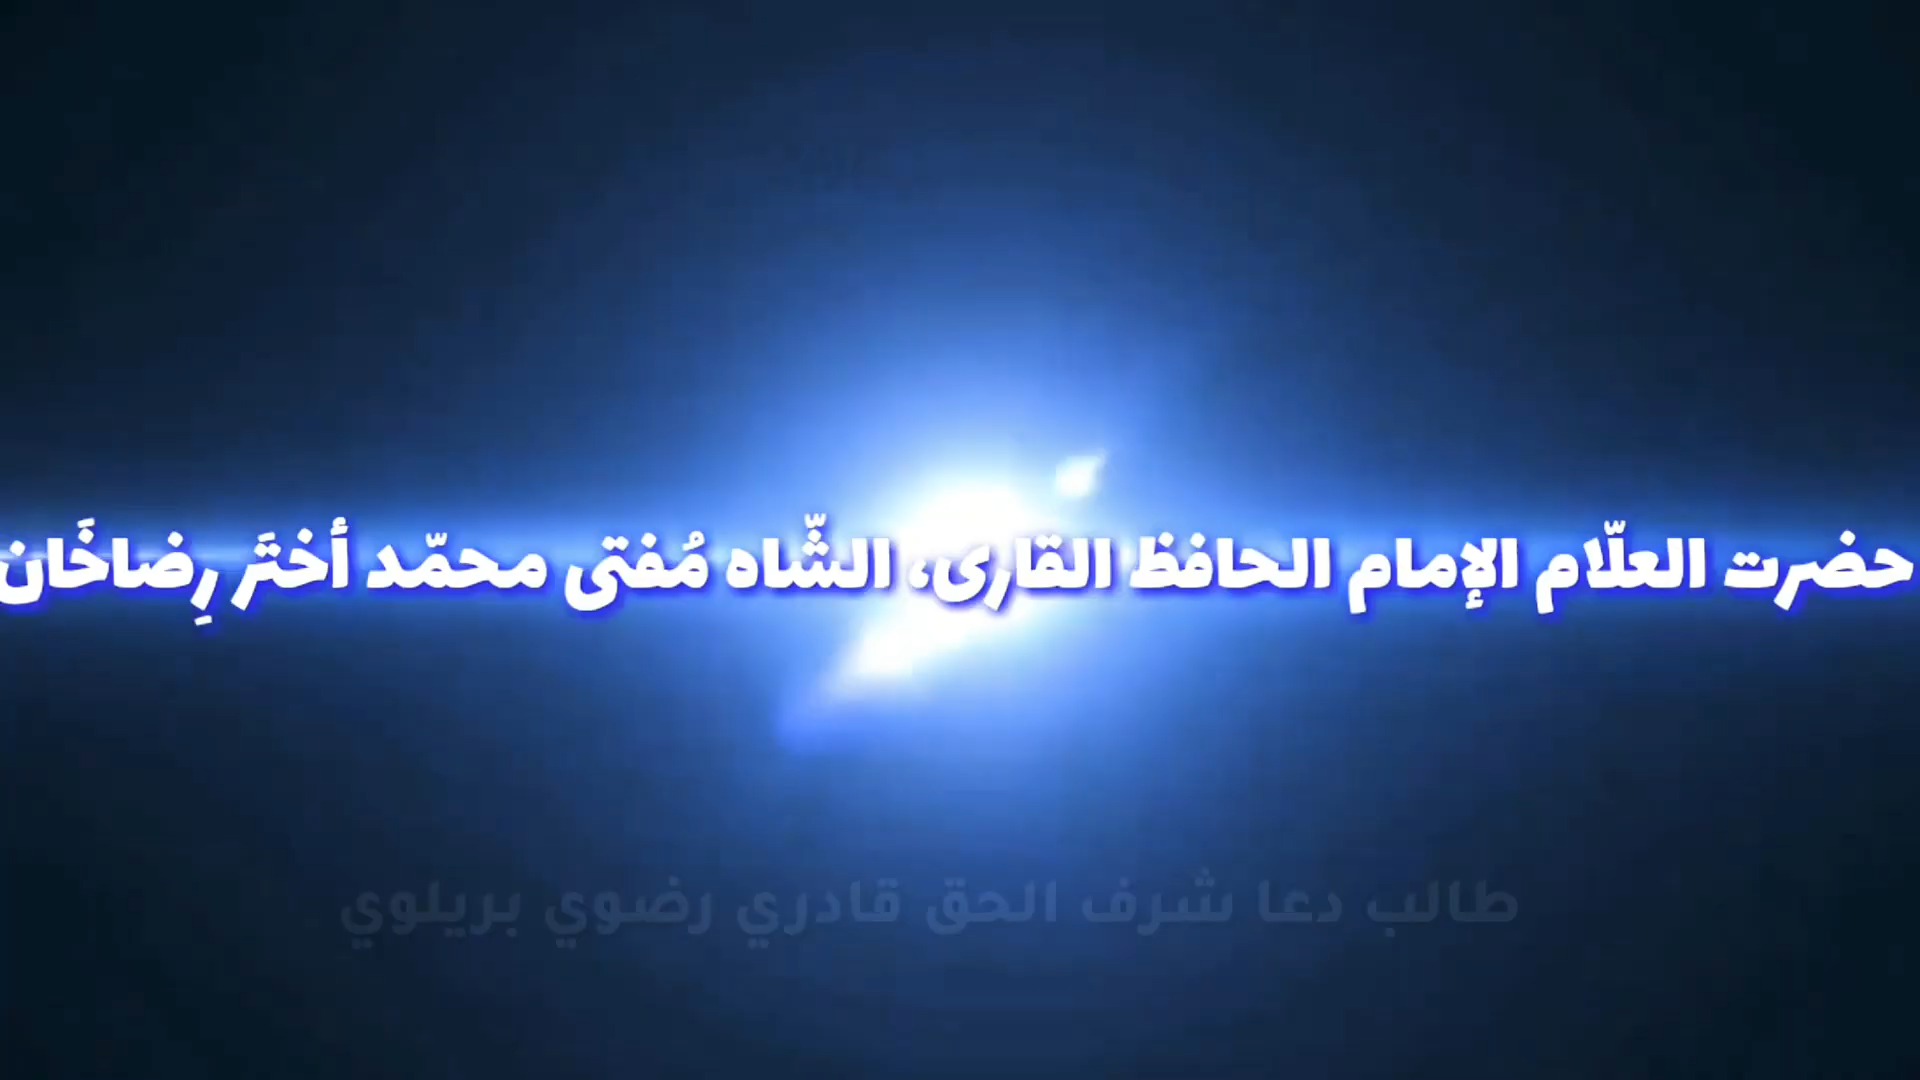 حضرت العلّام الإمام الحافظ القارى، الشّاه مُفتى محمّد أختَر رِضاخَان
طالب دعا شرف الحق قادري رضوي بريلوي